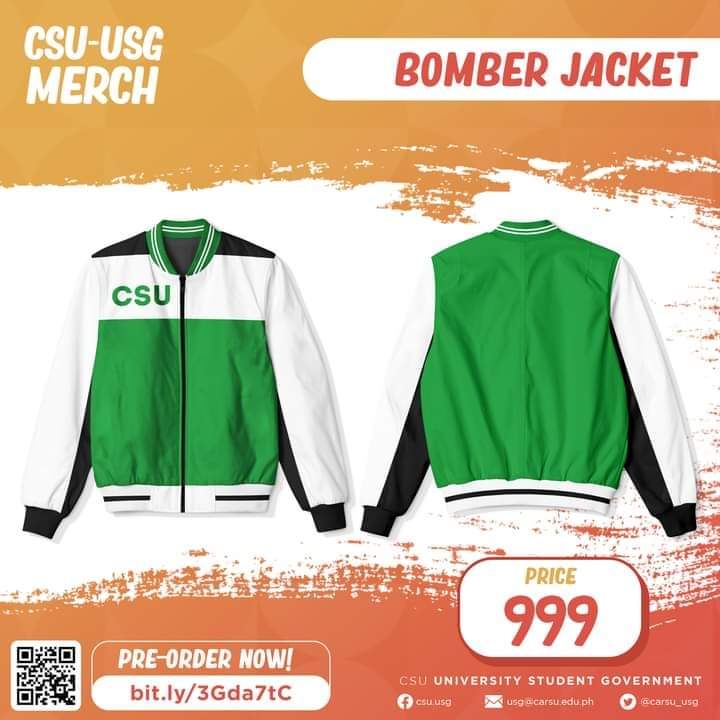 CSU-USG
MERCH
BOMBER JACKET
CSU
PRICE
999
PRE-ORDER NOW!
bit.ly/3Gda7tC
CSU UNIVERSITY STUDENT GOVERNMENT
csu.usg usg@carsu.edu.ph @carsu_usg